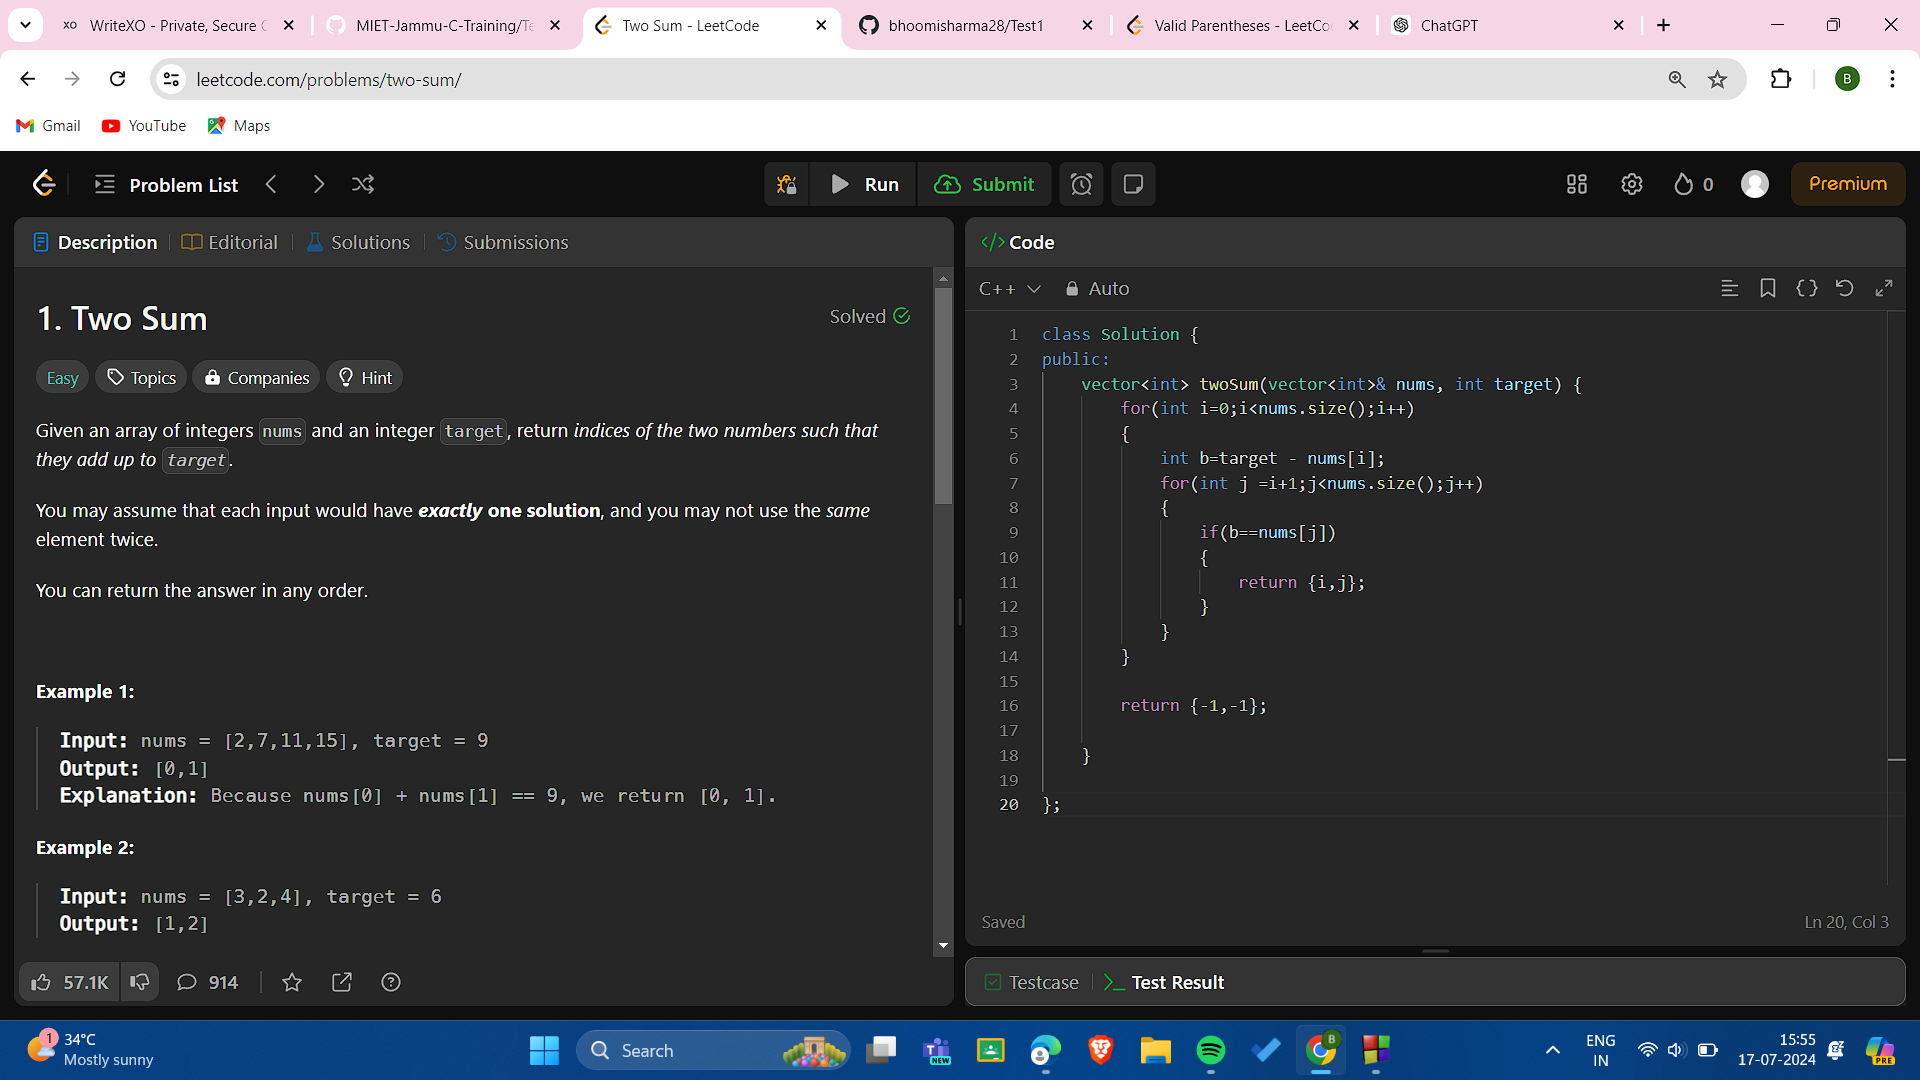 WriteXO - Private, Secure C
MIET-Jammu-C-Training/Te
Two Sum - LeetCode
bhoomisharma28/Test1
Valid Parentheses - LeetCo
ChatGPT
leetcode.com/problems/two-sum/
B
Gmail
YouTube
Maps
Problem List
Run
Submit
0
Premium
Description
Editorial
Solutions
Submissions
1. Two Sum
Solved
Easy
Topics
Companies
Hint
Given an array of integers nums and an integer target, return indices of the two numbers such that
they add up to target.
You may assume that each input would have exactly one solution, and you may not use the same
element twice.
You can return the answer in any order.
Example 1:
Input: nums = [2,7,11,15], target = 9
Output: [0,1]
Explanation: Because nums[0] + nums[1] == 9, we return [0, 1].
Example 2:
Input: nums = [3,2,4], target = 6
Output: [1,2]
57.1K
914
</> Code
C++
Auto
1 class Solution {
2 public:
3 vector<int> twoSum(vector<int>& nums, int target) {
4 for(int i=0;i<nums.size();i++)
5 {
6 int b=target - nums[i];
7 for(int j =i+1;j<nums.size();j++)
8 {
9 if(b==nums[j])
10 {
11 return {i,j};
12 }
13 }
14 }
15
16 return {-1,-1};
17
18 }
19
20 };
Saved
Ln 20, Col 3
Testcase
Test Result
1
34°C
Mostly sunny
Search
NEW
B
ENG
IN
15:55
17-07-2024
PRE